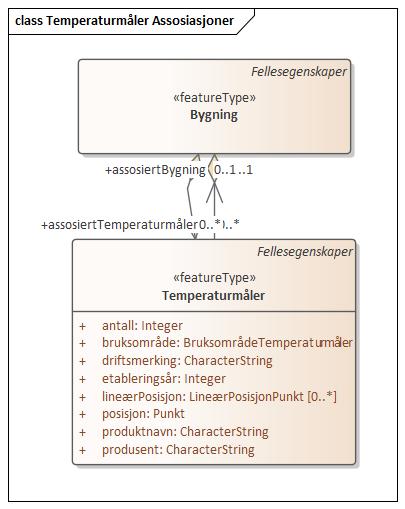 class Temperaturmåler Assosiasjoner
Fellesegenskaper
«featureType»
Bygning
+assosiertBygning 0..1 ..1
+assosiertTemperaturmåler 0..* 0..*
Fellesegenskaper
«featureType»
Temperaturmåler
+ antall: Integer
+ bruksområde: BruksområdeTemperaturmåler
+ driftsmerking: CharacterString
+ etableringsår: Integer
+ lineærPosisjon: LineærPosisjonPunkt [0..*]
+ posisjon: Punkt
+ produktnavn: CharacterString
+ produsent: CharacterString